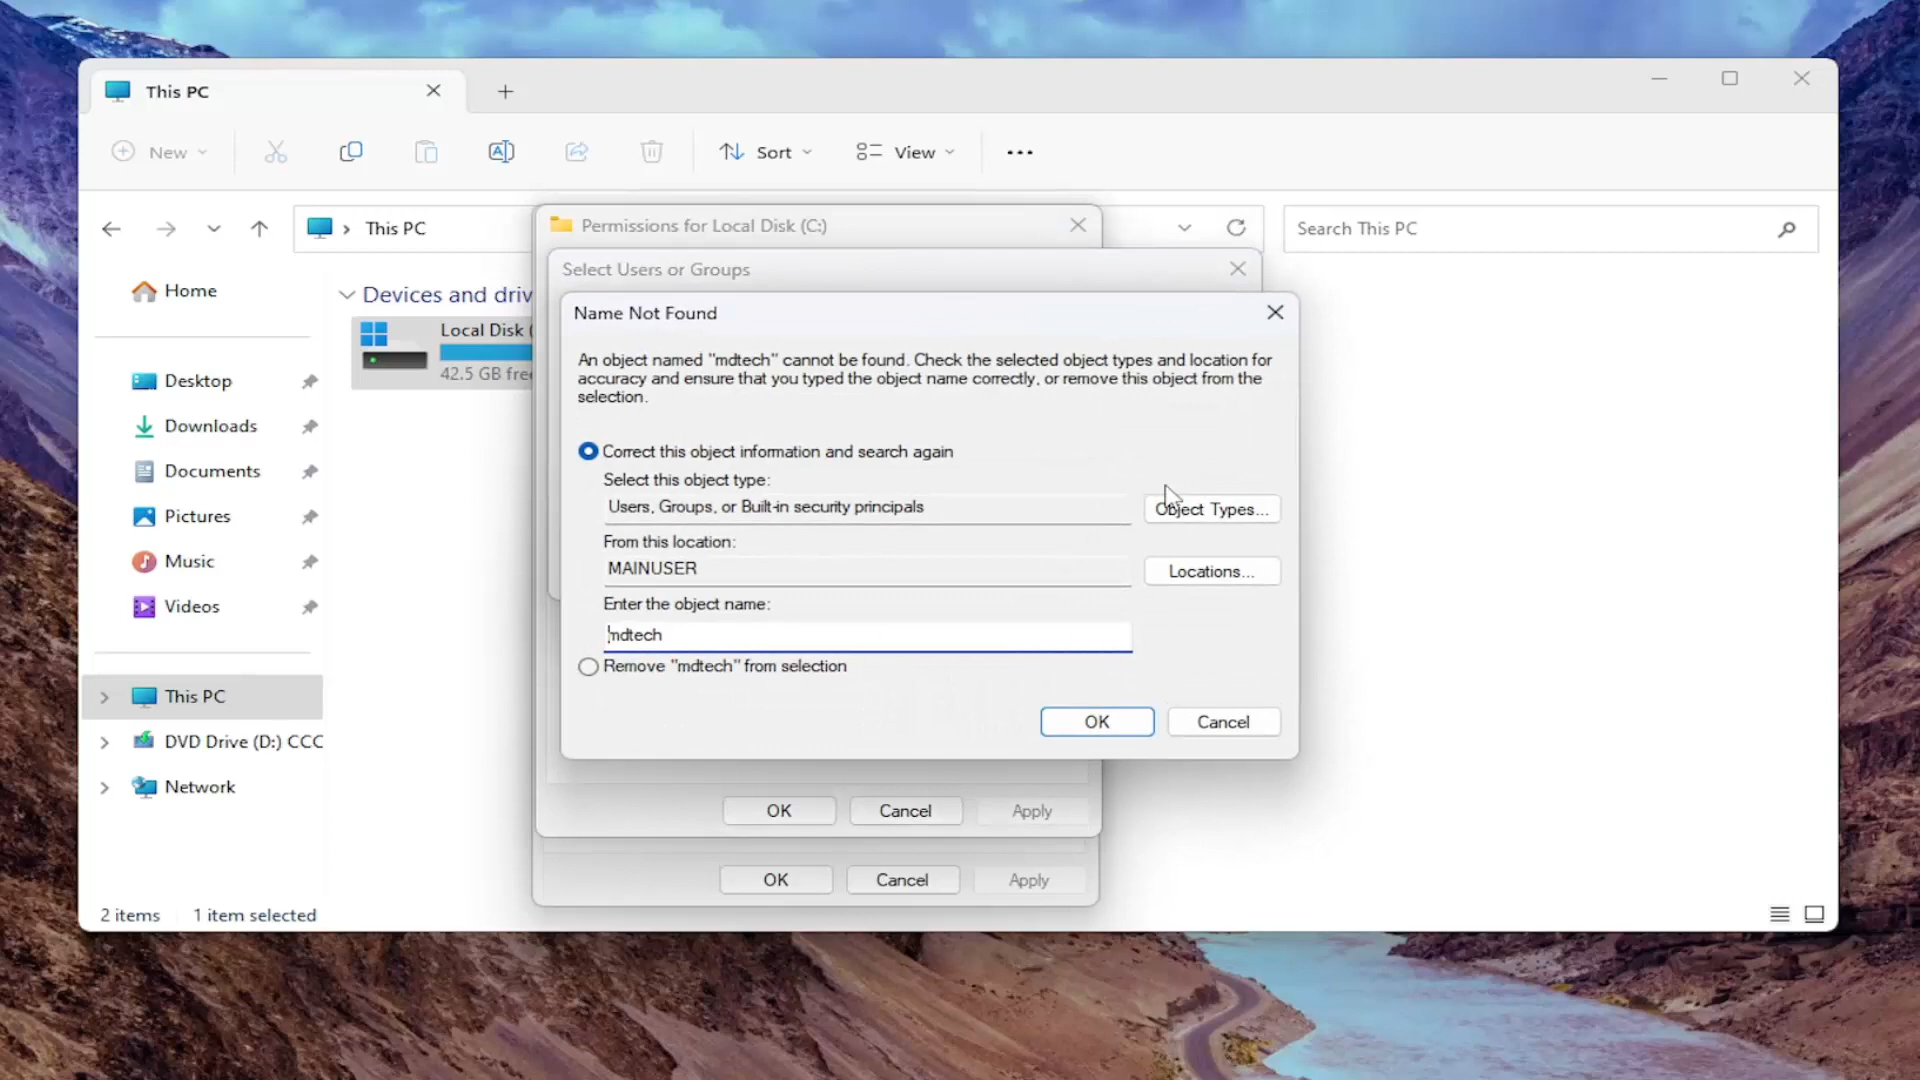 This PC
New
Sort
View
This PC
Search This PC
Permissions for Local Disk (C:)
Select Users or Groups
Name Not Found
An object named "mdtech" cannot be found. Check the selected object types and location for
accuracy and ensure that you typed the object name correctly, or remove this object from the
selection.
Correct this object information and search again
Select this object type:
Users, Groups, or Built-in security principals
Object Types...
From this location:
MAINUSER
Locations...
Enter the object name:
mdtech
Remove "mdtech" from selection
OK
Cancel
OK
Cancel
Apply
OK
Cancel
Apply
Home
Desktop
Downloads
Documents
Pictures
Music
Videos
This PC
DVD Drive (D:) CCC
Network
Devices and driv
Local Disk (
42.5 GB free
2 items
1 item selected